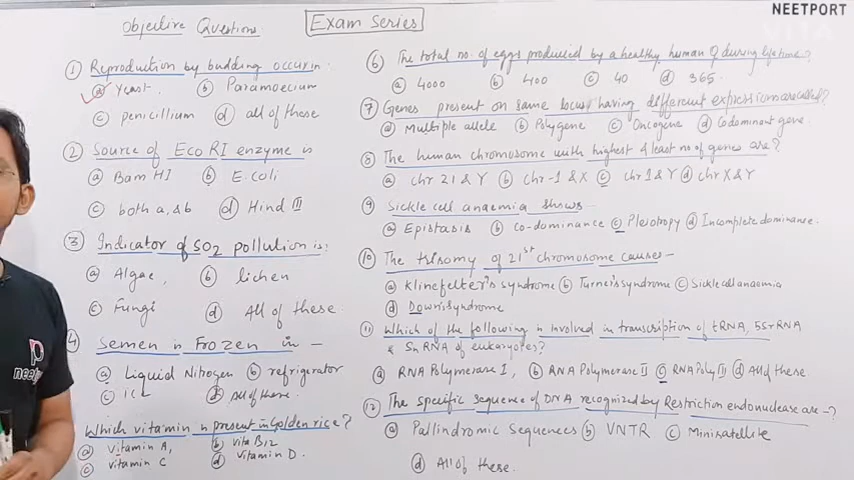 NEETPORT
VITA
Objective Questions
Exam Series
① Reproduction by budding occur in.
ⓐ Yeast. ⓑ Paramoecium
ⓒ penicillium ⓓ all of these
② Source of Eco RI enzyme is
ⓐ Bam HI ⓑ E.coli
ⓒ both a, & b ⓓ Hind III
③ Indicator of SO2 pollution is:
ⓐ Algae, ⓑ lichen
ⓒ Fungi ⓓ All of these
4 Semen is Frozen in —
ⓐ Liquid Nitrogen ⓑ refrigerator
ⓒ ICE ⓓ All of these.
Which vitamin is present in Golden rice?
ⓐ vitamin A, ⓑ vita B12
ⓒ vitamin C ⓓ vitamin D.
⑥ The total no. of eggs produced by a healthy human ♀ during lifetime?
ⓐ 4000 ⓑ 400 ⓒ 40 ⓓ 365.
⑦ Genes present on same locus having different expressions are called?
ⓐ Multiple allele ⓑ Polygene ⓒ Oncogene ⓓ Codominant gene.
⑧ The human chromosome with highest & least no of genes are?
ⓐ chr 21 & Y ⓑ Chr-1 & X ⓒ chr 1 & Y ⓓ chr X & Y
⑨ Sickle cell anaemia shows-
ⓐ Epistasis ⓑ co-dominance ⓒ Pleiotropy ⓓ Incomplete dominanse.
⑩ The trisomy of 21st chromosome causes—
ⓐ Klinefelter's syndrome ⓑ Turner's syndrome ⓒ Sickle cell anaemia
ⓓ Down's syndrome
⑪ Which of the following is involved in transcription of tRNA, 5SrRNA
& SnRNA of eukaryotes?
ⓐ RNA Polymerase I, ⓑ RNA Polymerase II ⓒ RNA Poly III ⓓ All of these.
⑫ The specific sequence of DNA recognized by Restriction endonuclease are-?
ⓐ Pallindromic Sequences ⓑ VNTR ⓒ Minisatellite
ⓓ All of these.
P
neetport